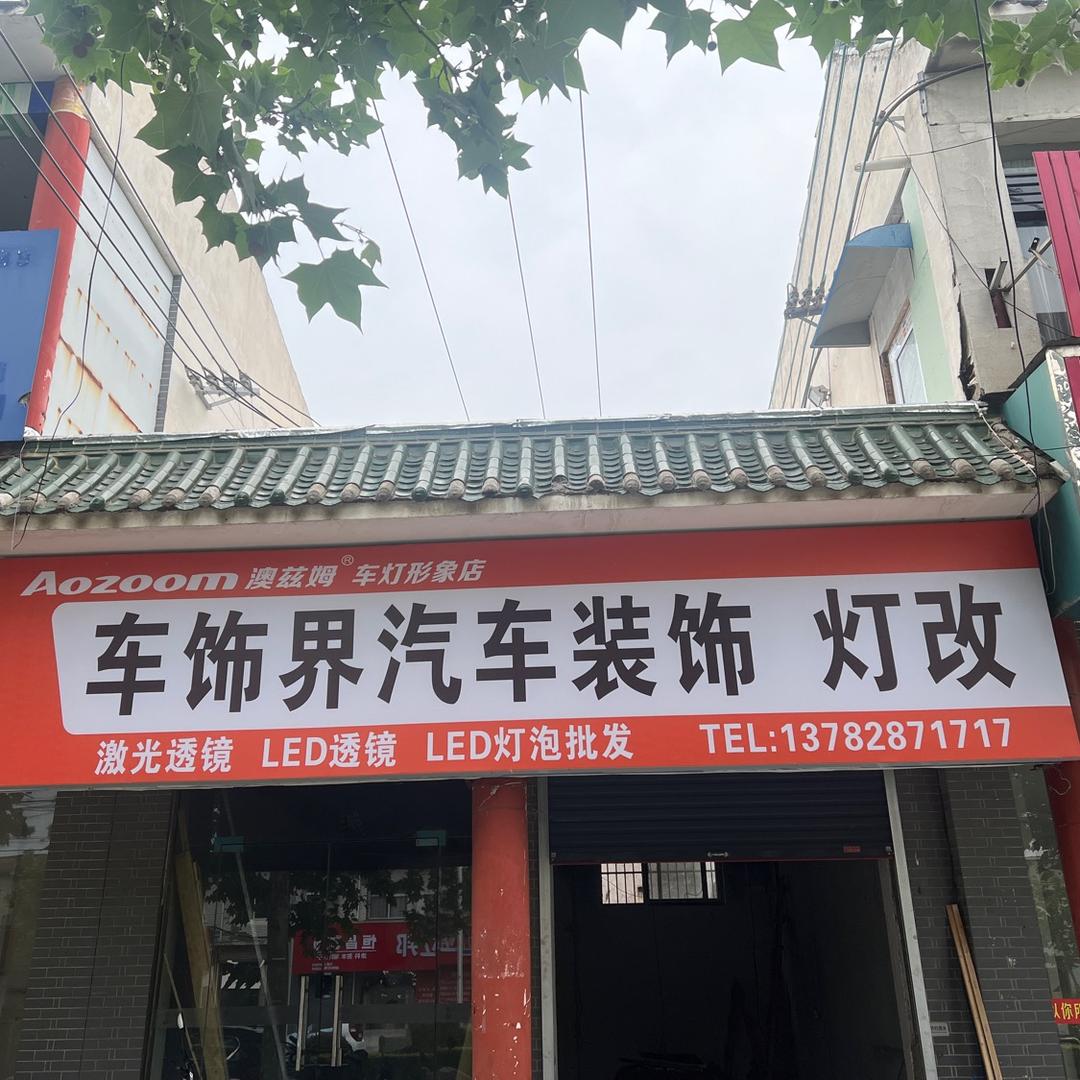 Aozoom 澳兹姆® 车灯形象店
车饰界汽车装饰 灯改
激光透镜 LED透镜 LED灯泡批发 TEL:13782871717